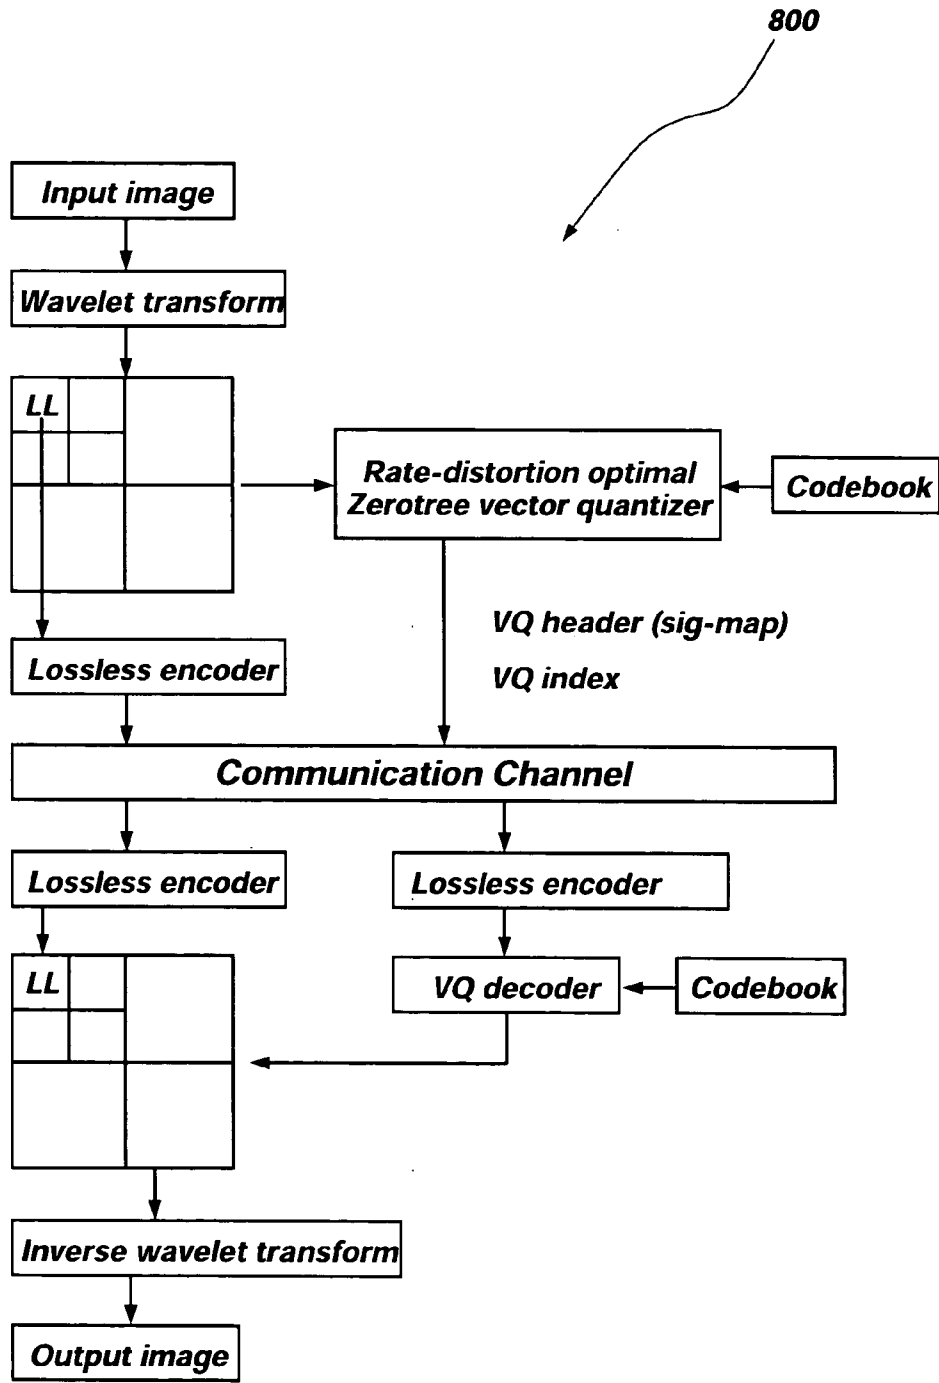 800
Input image
Wavelet transform
LL
Rate-distortion optimal
Zerotree vector quantizer
Codebook
VQ header (sig-map)
VQ index
Lossless encoder
Communication Channel
Lossless encoder
Lossless encoder
LL
VQ decoder
Codebook
Inverse wavelet transform
Output image